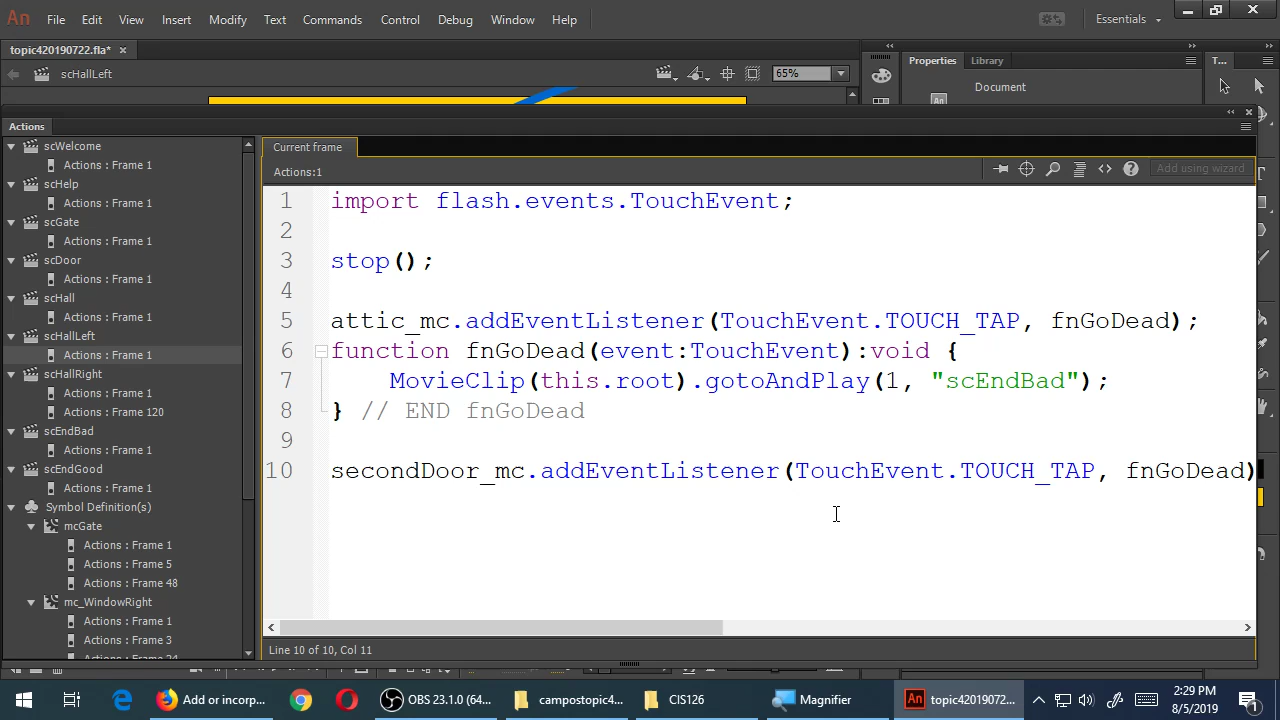 An File Edit View Insert Modify Text Commands Control Debug Window Help Essentials
topic420190722.fla* ×
scHallLeft 65%
Properties Library T...
Document
An
Actions
scWelcome
Actions : Frame 1
scHelp
Actions : Frame 1
scGate
Actions : Frame 1
scDoor
Actions : Frame 1
scHall
Actions : Frame 1
scHallLeft
Actions : Frame 1
scHallRight
Actions : Frame 1
Actions : Frame 120
scEndBad
Actions : Frame 1
scEndGood
Actions : Frame 1
Symbol Definition(s)
mcGate
Actions : Frame 1
Actions : Frame 5
Actions : Frame 48
mc_WindowRight
Actions : Frame 1
Actions : Frame 3
Actions : Frame 24
Current frame
Actions:1 Add using wizard
1 import flash.events.TouchEvent;
2
3 stop();
4
5 attic_mc.addEventListener(TouchEvent.TOUCH_TAP, fnGoDead);
6 function fnGoDead(event:TouchEvent):void {
7 MovieClip(this.root).gotoAndPlay(1, "scEndBad");
8 } // END fnGoDead
9
10 secondDoor_mc.addEventListener(TouchEvent.TOUCH_TAP, fnGoDead)
Line 10 of 10, Col 11
Add or incorp... OBS 23.1.0 (64... campostopic4... CIS126 Magnifier An topic42019072... 2:29 PM
8/5/2019 1